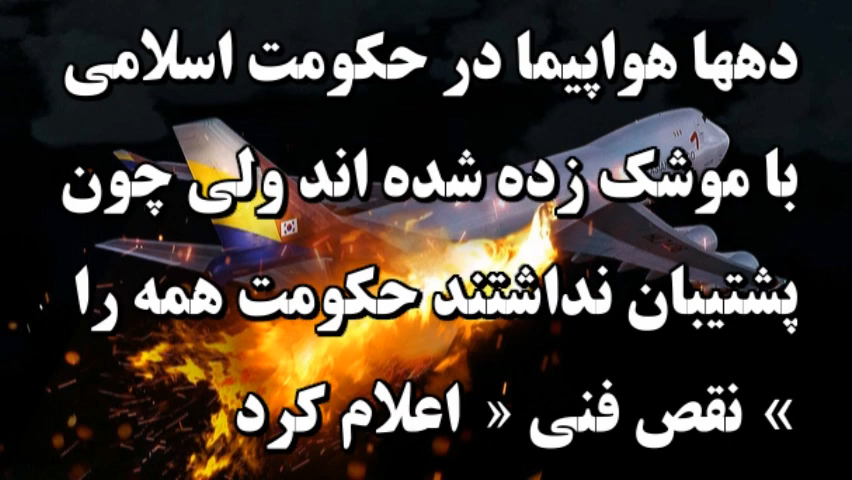 دهها هواپیما در حکومت اسلامی
با موشک زده شده اند ولی چون
پشتیبان نداشتند حکومت همه را
» نقص فنی « اعلام کرد